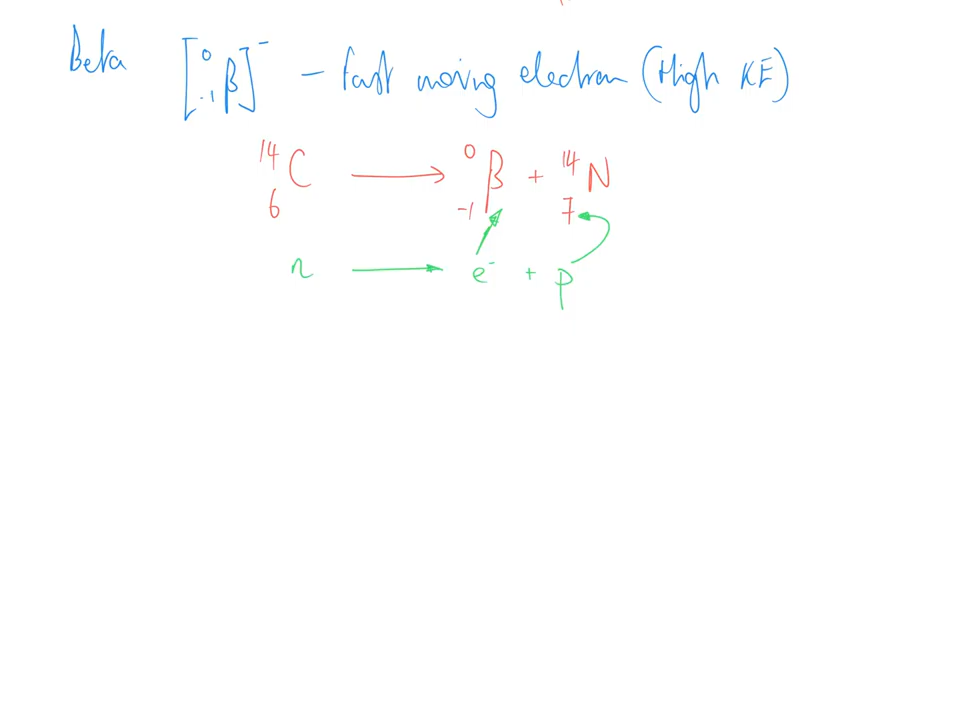 Beta [⁰₋₁β]⁻ – fast moving electron (High KE)
¹⁴₆C ⟶ ⁰₋₁β + ¹⁴₇N
n ⟶ e⁻ + p